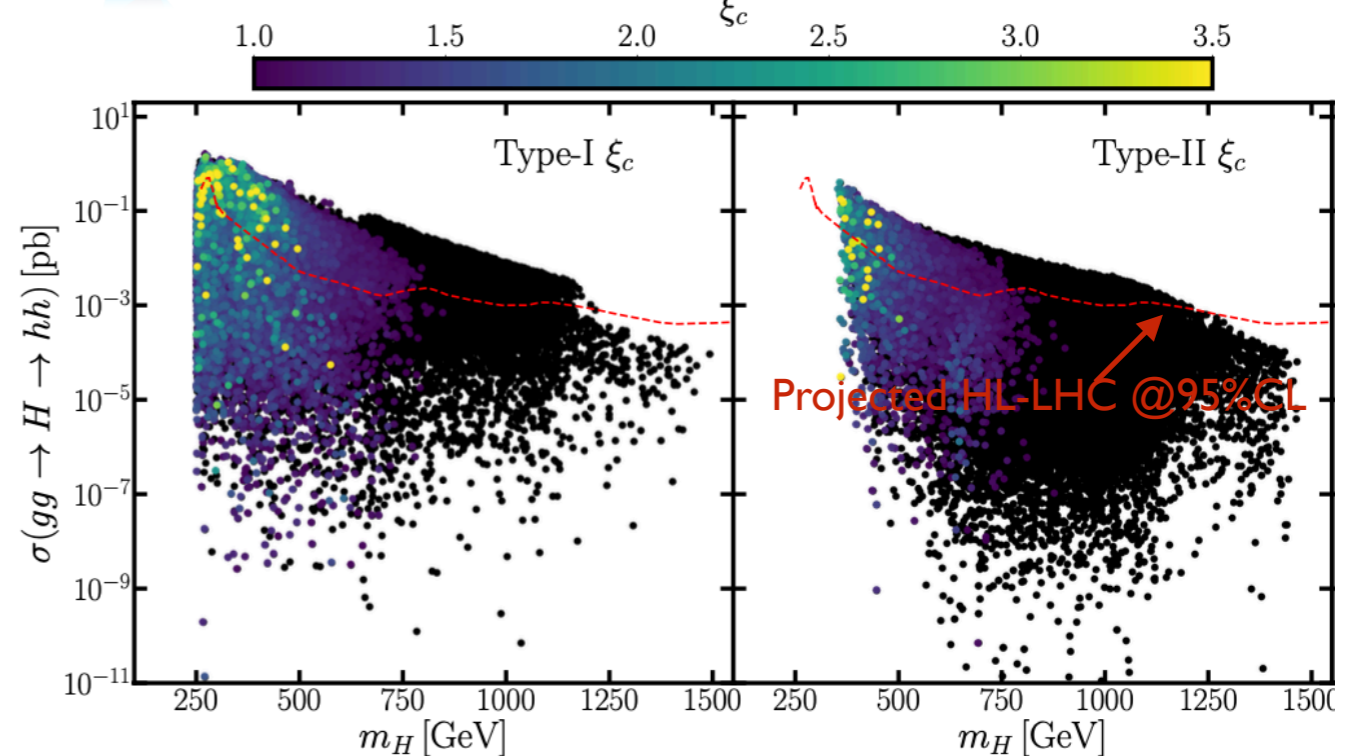 ξc
1.0 1.5 2.0 2.5 3.0 3.5
Type-I ξc
Type-II ξc
10¹
10⁻¹
10⁻³
10⁻⁵
10⁻⁷
10⁻⁹
10⁻¹¹
σ(gg → H → hh) [pb]
Projected HL-LHC @95%CL
250 500 750 1000 1250 1500
250 500 750 1000 1250 1500
mH [GeV]
mH [GeV]